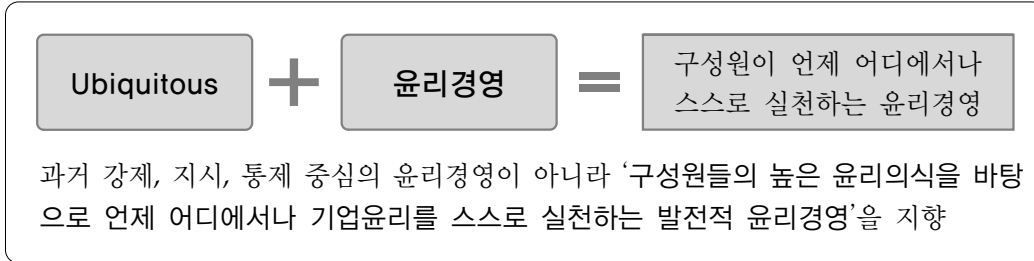 Ubiquitous + 윤리경영 = 구성원이 언제 어디에서나
스스로 실천하는 윤리경영
과거 강제, 지시, 통제 중심의 윤리경영이 아니라 ‘구성원들의 높은 윤리의식을 바탕
으로 언제 어디에서나 기업윤리를 스스로 실천하는 발전적 윤리경영’을 지향